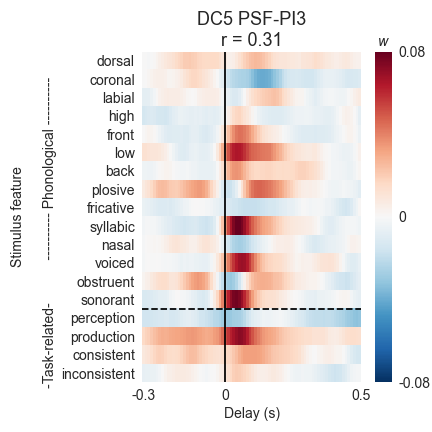 DC5 PSF-PI3
r = 0.31
w
dorsal
coronal
labial
high
front
low
back
plosive
fricative
syllabic
nasal
voiced
obstruent
sonorant
perception
production
consistent
inconsistent
Stimulus feature
---------- Phonological ----------
-Task-related-
0.08
0
-0.08
-0.3
0
0.5
Delay (s)